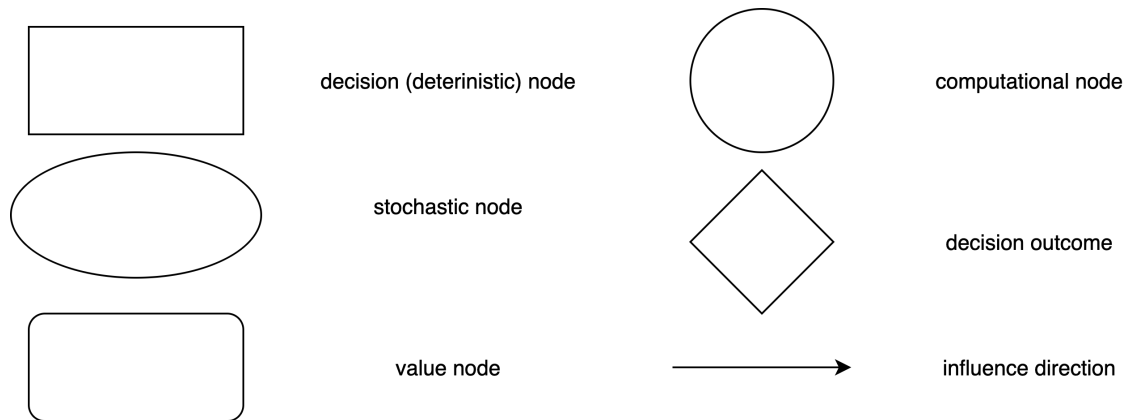 decision (deterinistic) node
computational node
stochastic node
decision outcome
value node
influence direction